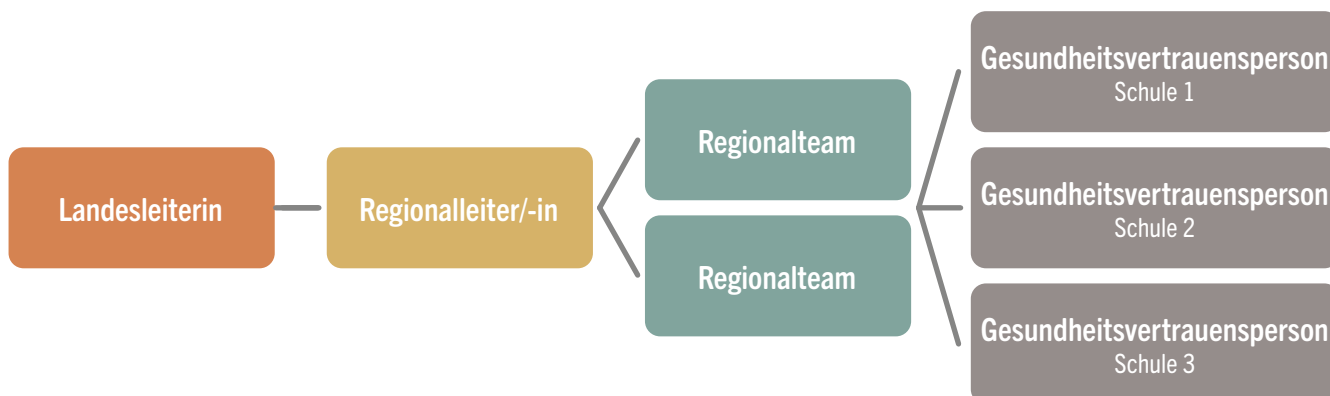 Landesleiterin
Regionalleiter/-in
Regionalteam
Regionalteam
Gesundheitsvertrauensperson
Schule 1
Gesundheitsvertrauensperson
Schule 2
Gesundheitsvertrauensperson
Schule 3